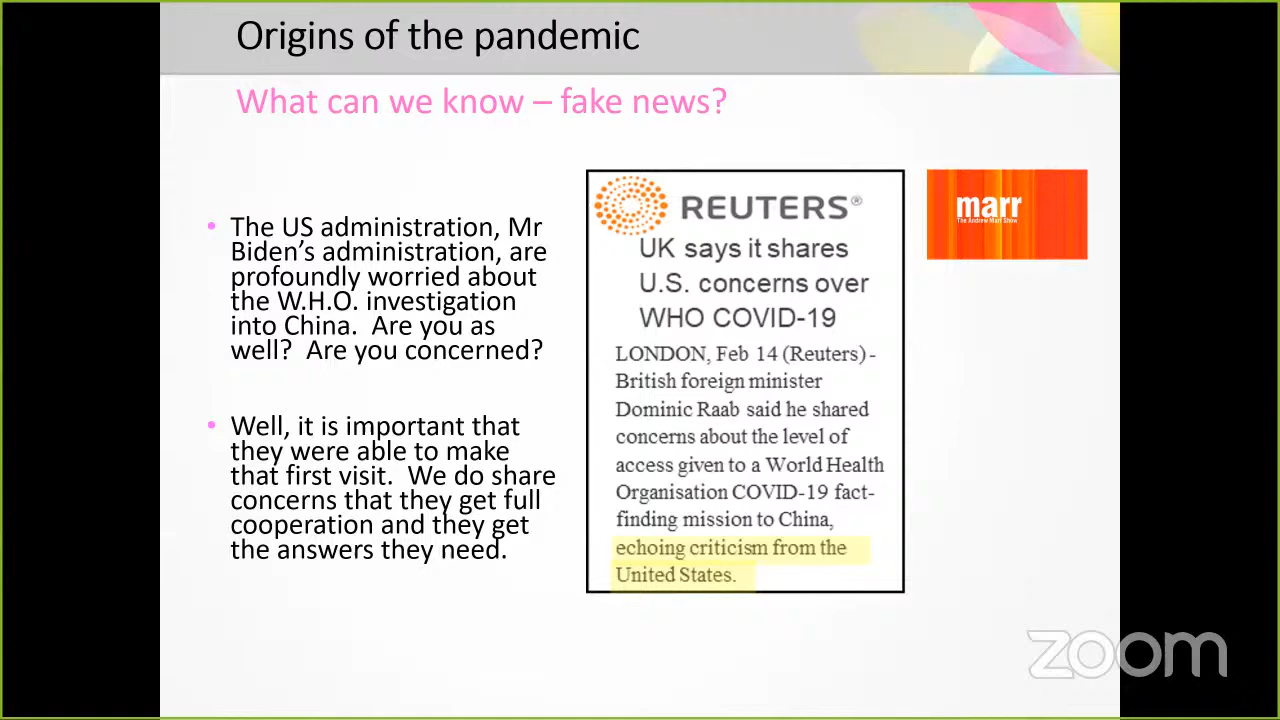 Origins of the pandemic
What can we know – fake news?
• The US administration, Mr
Biden’s administration, are
profoundly worried about
the W.H.O. investigation
into China.  Are you as
well?  Are you concerned?
• Well, it is important that
they were able to make
that first visit.  We do share
concerns that they get full
cooperation and they get
the answers they need.
REUTERS®
UK says it shares
U.S. concerns over
WHO COVID-19
LONDON, Feb 14 (Reuters) -
British foreign minister
Dominic Raab said he shared
concerns about the level of
access given to a World Health
Organisation COVID-19 fact-
finding mission to China,
echoing criticism from the
United States.
marr
The Andrew Marr Show
zoom